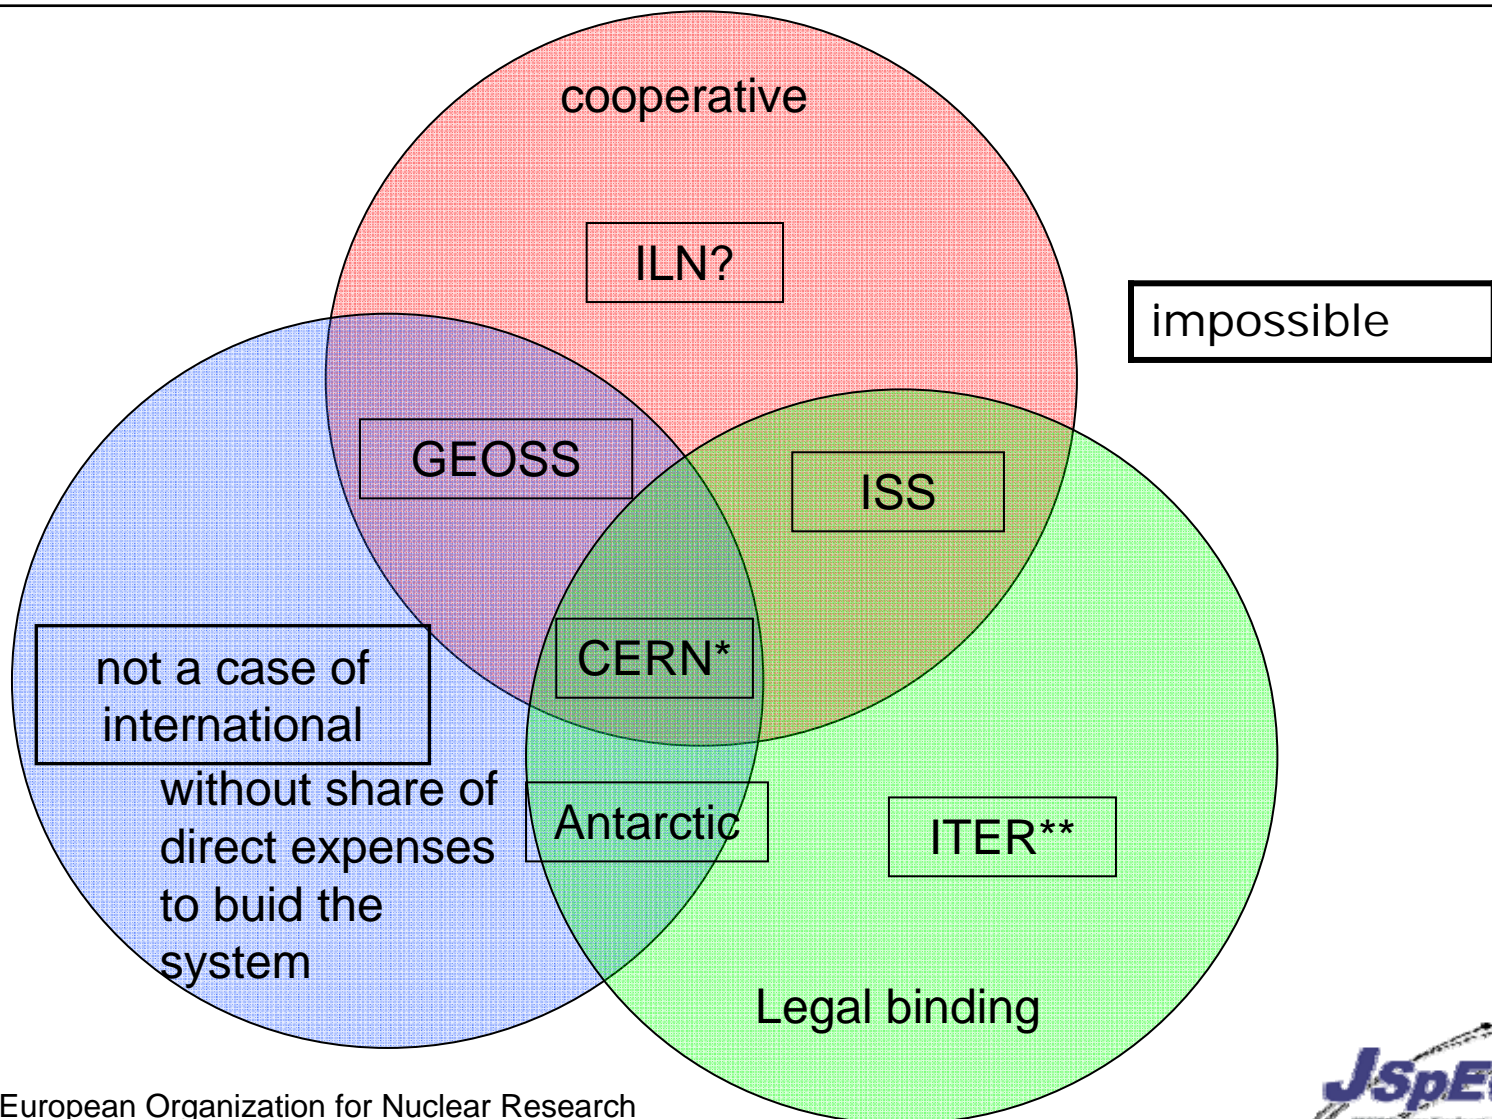 cooperative
ILN?
impossible
GEOSS
ISS
CERN*
not a case of
international
without share of
direct expenses
to buid the
system
Antarctic
ITER**
Legal binding
European Organization for Nuclear Research